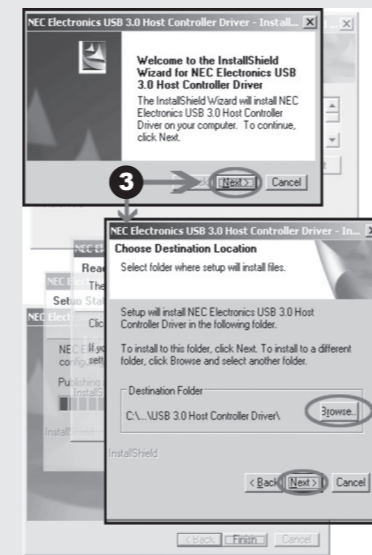 NEC Electronics USB 3.0 Host Controller Driver - Install...
Welcome to the InstallShield
Wizard for NEC Electronics USB
3.0 Host Controller Driver
The InstallShield Wizard will install NEC
Electronics USB 3.0 Host Controller
Driver on your computer. To continue,
click Next.
3
Next >
Cancel
NEC Electronics USB 3.0 Host Controller Driver - In...
Choose Destination Location
Select folder where setup will install files.
Setup will install NEC Electronics USB 3.0 Host
Controller Driver in the following folder.
To install to this folder, click Next. To install to a different
folder, click Browse and select another folder.
Destination Folder
C:\...\USB 3.0 Host Controller Driver\
Browse...
InstallShield
< Back
Next >
Cancel
< Back
Finish
Cancel